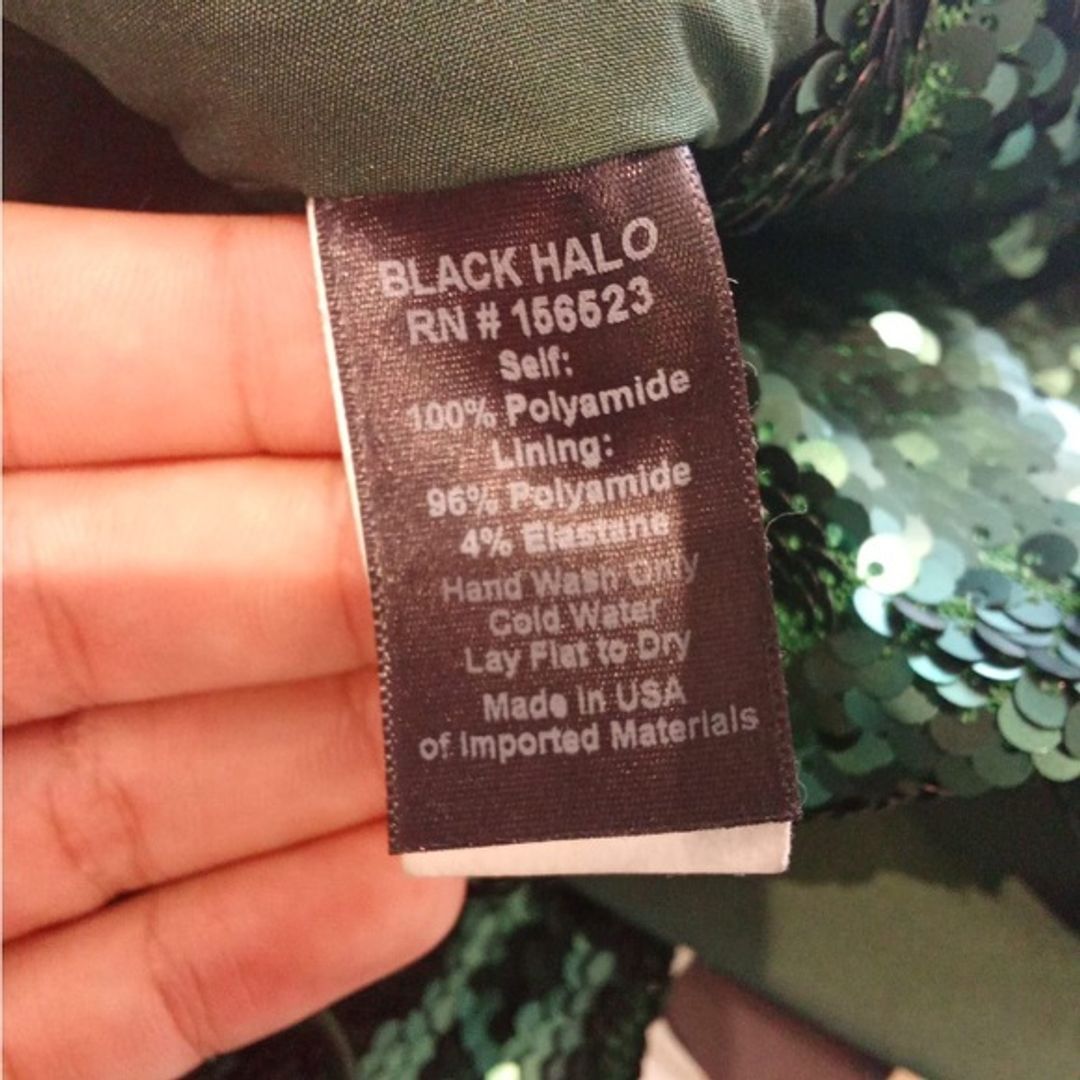 BLACK HALO
RN # 156523
Self:
100% Polyamide
Lining:
96% Polyamide
4% Elastane
Hand Wash Only
Cold Water
Lay Flat to Dry
Made in USA
of Imported Materials